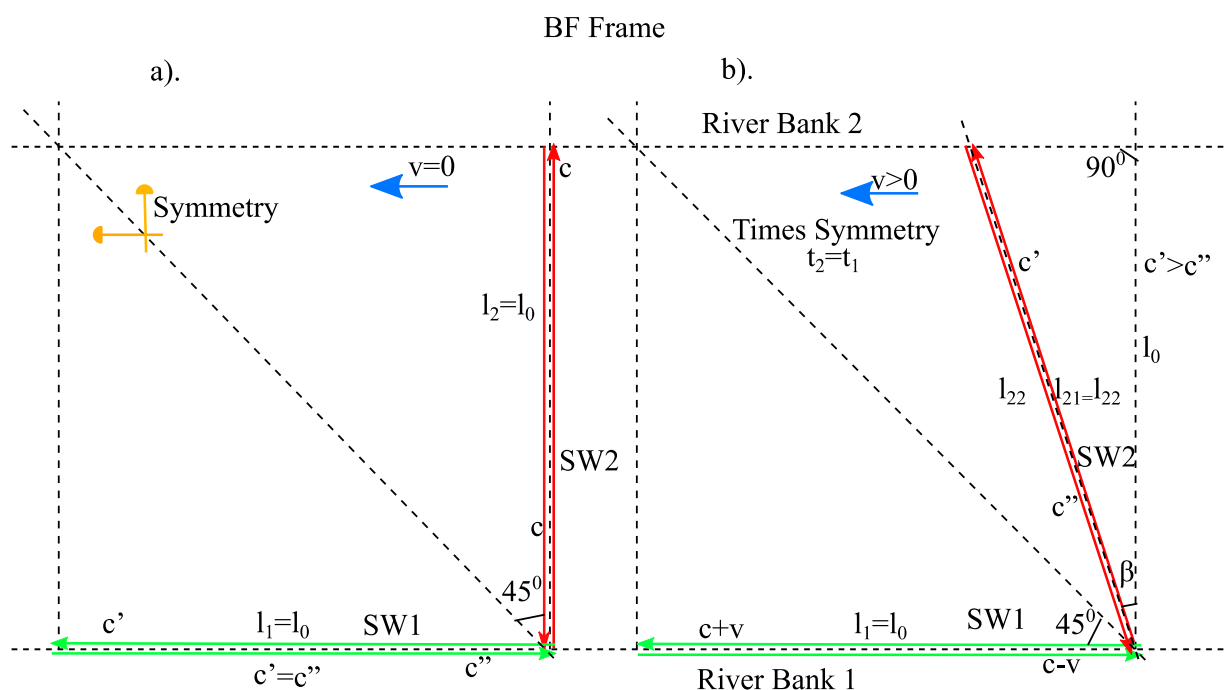 BF Frame
a).
b).
River Bank 2
v=0
c
v>0
90⁰
Symmetry
Times Symmetry
t₂=t₁
c'
c'>c"
l₂=l₀
l₀
l₂₂
l₂₁₌l₂₂
SW2
SW2
c"
c
45⁰
β
c'
l₁=l₀
SW1
c+v
l₁=l₀
SW1
45⁰
c'=c"
c"
River Bank 1
c-v